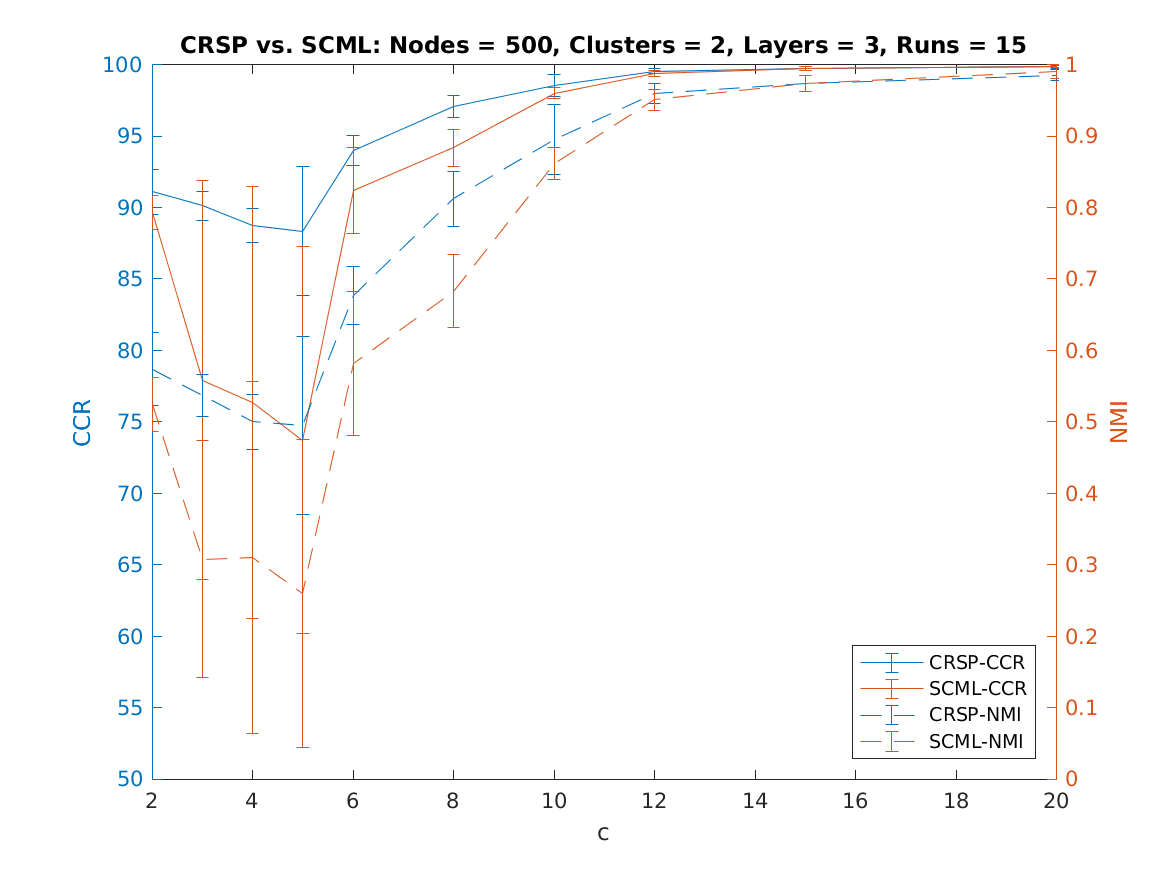 CRSP vs. SCML: Nodes = 500, Clusters = 2, Layers = 3, Runs = 15
100
95
90
85
80
75
70
65
60
55
50
CCR
1
0.9
0.8
0.7
0.6
0.5
0.4
0.3
0.2
0.1
0
NMI
CRSP-CCR
SCML-CCR
CRSP-NMI
SCML-NMI
2 4 6 8 10 12 14 16 18 20
c